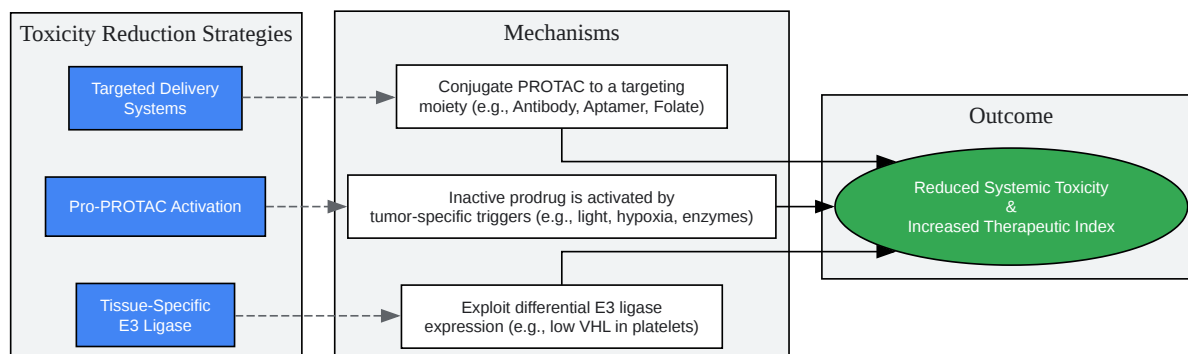 Toxicity Reduction Strategies
Targeted Delivery
Systems
Pro-PROTAC Activation
Tissue-Specific
E3 Ligase
Mechanisms
Conjugate PROTAC to a targeting
moiety (e.g., Antibody, Aptamer, Folate)
Inactive prodrug is activated by
tumor-specific triggers (e.g., light, hypoxia, enzymes)
Exploit differential E3 ligase
expression (e.g., low VHL in platelets)
Outcome
Reduced Systemic Toxicity
&
Increased Therapeutic Index